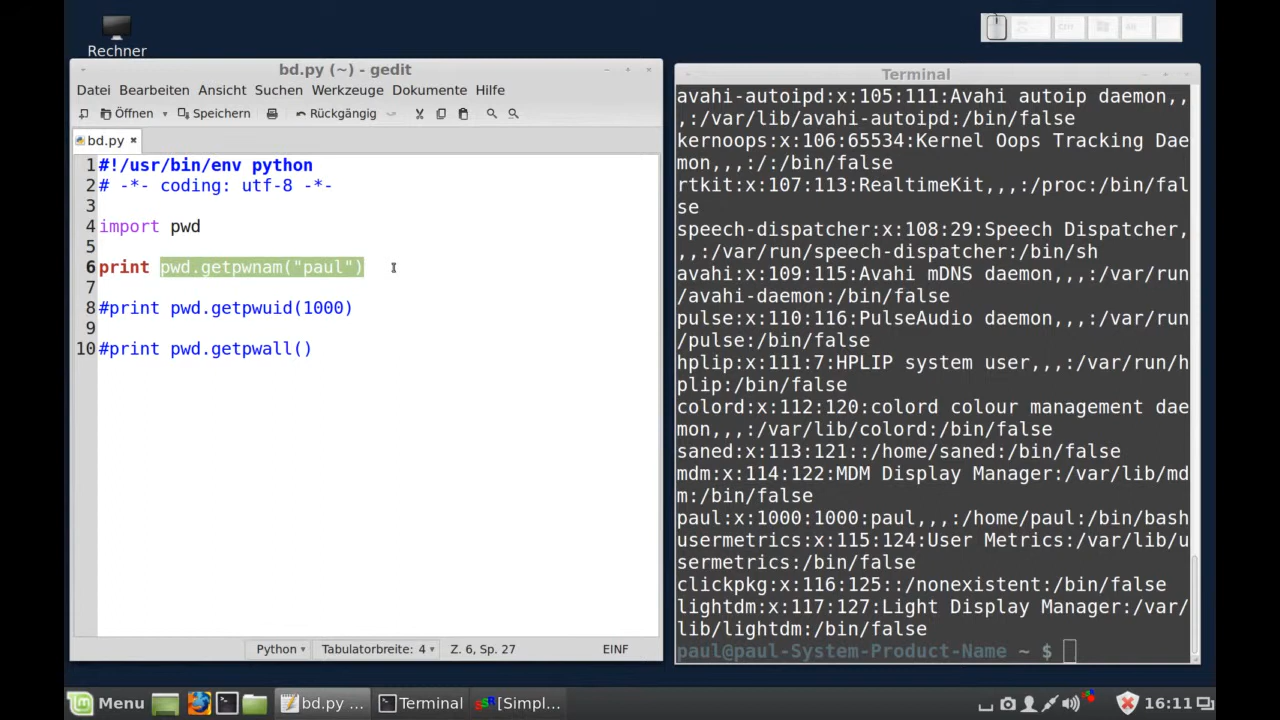 Rechner
bd.py (~) - gedit
Datei Bearbeiten Ansicht Suchen Werkzeuge Dokumente Hilfe
Öffnen Speichern Rückgängig
bd.py
1 #!/usr/bin/env python
2 # -*- coding: utf-8 -*-
3
4 import pwd
5
6 print pwd.getpwnam("paul")
7
8 #print pwd.getpwuid(1000)
9
10 #print pwd.getpwall()
Python Tabulatorbreite: 4 Z. 6, Sp. 27 EINF
Terminal
avahi-autoipd:x:105:111:Avahi autoip daemon,,
,:/var/lib/avahi-autoipd:/bin/false
kernoops:x:106:65534:Kernel Oops Tracking Dae
mon,,,:/:/bin/false
rtkit:x:107:113:RealtimeKit,,,:/proc:/bin/fal
se
speech-dispatcher:x:108:29:Speech Dispatcher,
,,:/var/run/speech-dispatcher:/bin/sh
avahi:x:109:115:Avahi mDNS daemon,,,:/var/run
/avahi-daemon:/bin/false
pulse:x:110:116:PulseAudio daemon,,,:/var/run
/pulse:/bin/false
hplip:x:111:7:HPLIP system user,,,:/var/run/h
plip:/bin/false
colord:x:112:120:colord colour management dae
mon,,,:/var/lib/colord:/bin/false
saned:x:113:121::/home/saned:/bin/false
mdm:x:114:122:MDM Display Manager:/var/lib/md
m:/bin/false
paul:x:1000:1000:paul,,,:/home/paul:/bin/bash
usermetrics:x:115:124:User Metrics:/var/lib/u
sermetrics:/bin/false
clickpkg:x:116:125::/nonexistent:/bin/false
lightdm:x:117:127:Light Display Manager:/var/
lib/lightdm:/bin/false
paul@paul-System-Product-Name ~ $
Menu bd.py ... Terminal [Simpl... 16:11